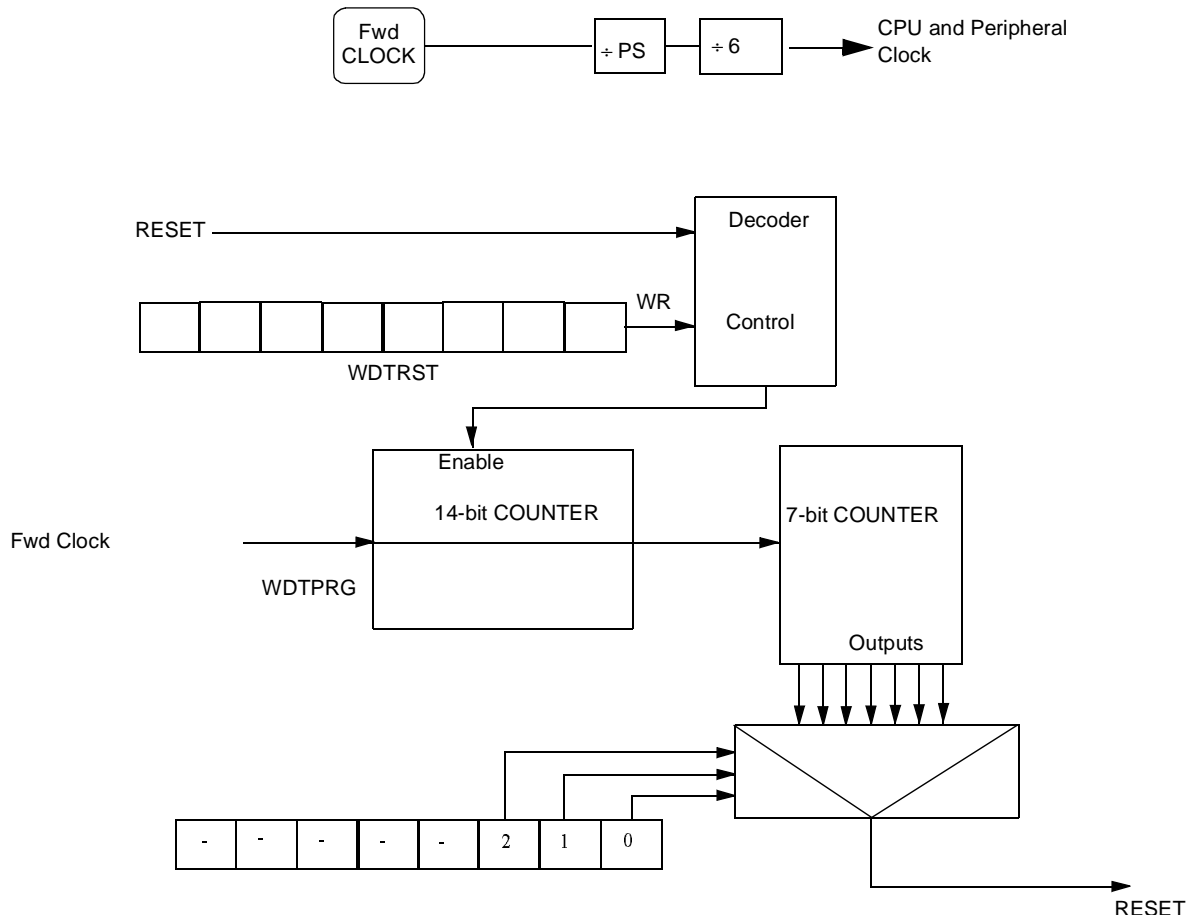 Fwd
CLOCK
÷ PS
÷ 6
CPU and Peripheral
Clock
RESET
Decoder
WR
Control
WDTRST
Enable
14-bit COUNTER
7-bit COUNTER
Fwd Clock
WDTPRG
Outputs
- - - - - 2 1 0
RESET